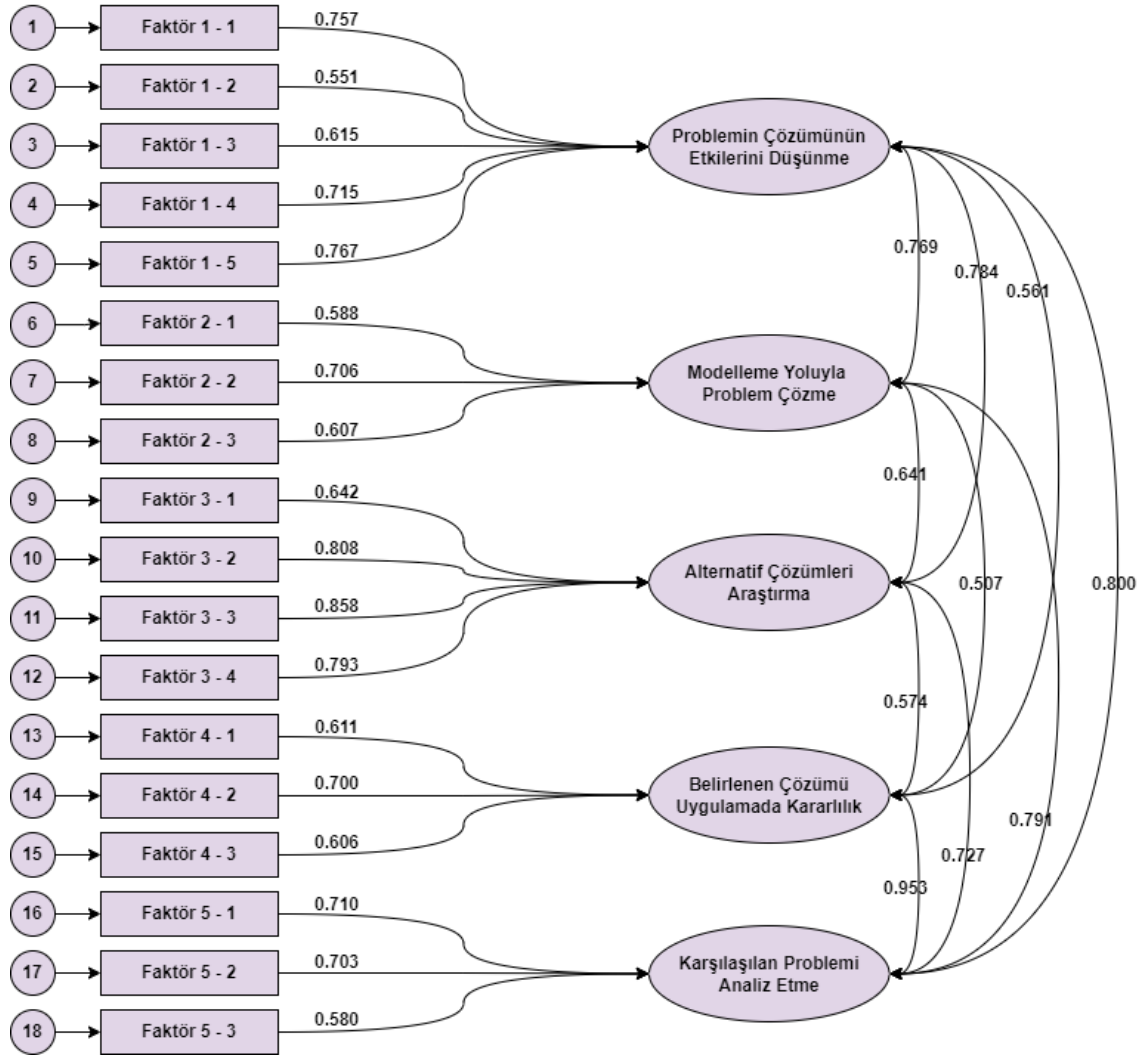 1
Faktör 1 - 1
0.757
2
Faktör 1 - 2
0.551
3
Faktör 1 - 3
0.615
4
Faktör 1 - 4
0.715
5
Faktör 1 - 5
0.767
Problemin Çözümünün
Etkilerini Düşünme
6
Faktör 2 - 1
0.588
7
Faktör 2 - 2
0.706
8
Faktör 2 - 3
0.607
Modelleme Yoluyla
Problem Çözme
9
Faktör 3 - 1
0.642
10
Faktör 3 - 2
0.808
11
Faktör 3 - 3
0.858
12
Faktör 3 - 4
0.793
Alternatif Çözümleri
Araştırma
13
Faktör 4 - 1
0.611
14
Faktör 4 - 2
0.700
15
Faktör 4 - 3
0.606
Belirlenen Çözümü
Uygulamada Kararlılık
16
Faktör 5 - 1
0.710
17
Faktör 5 - 2
0.703
18
Faktör 5 - 3
0.580
Karşılaşılan Problemi
Analiz Etme
0.769
0.784
0.561
0.641
0.507
0.800
0.574
0.791
0.727
0.953